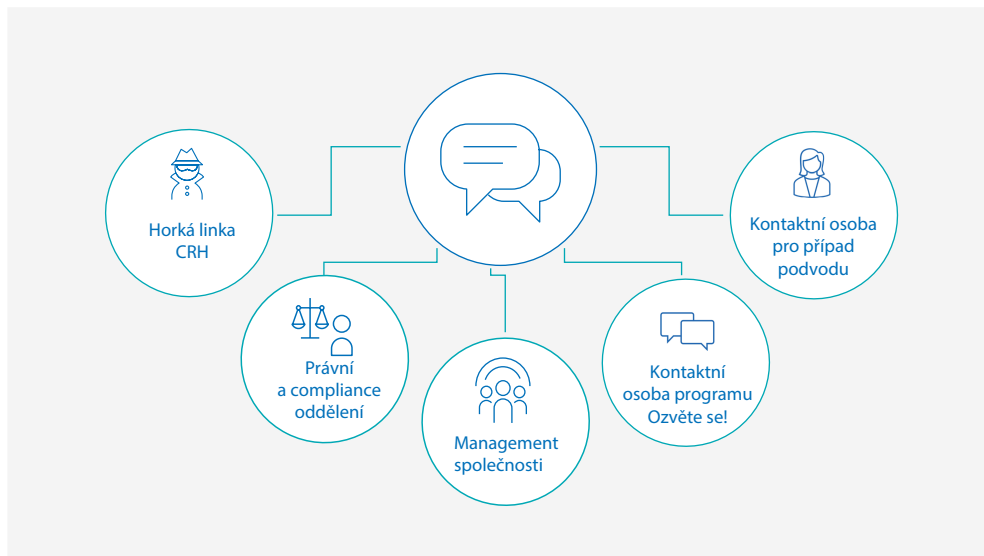 Horká linka
CRH
Právní
a compliance
oddělení
Management
společnosti
Kontaktní
osoba programu
Ozvěte se!
Kontaktní osoba
pro případ
podvodu